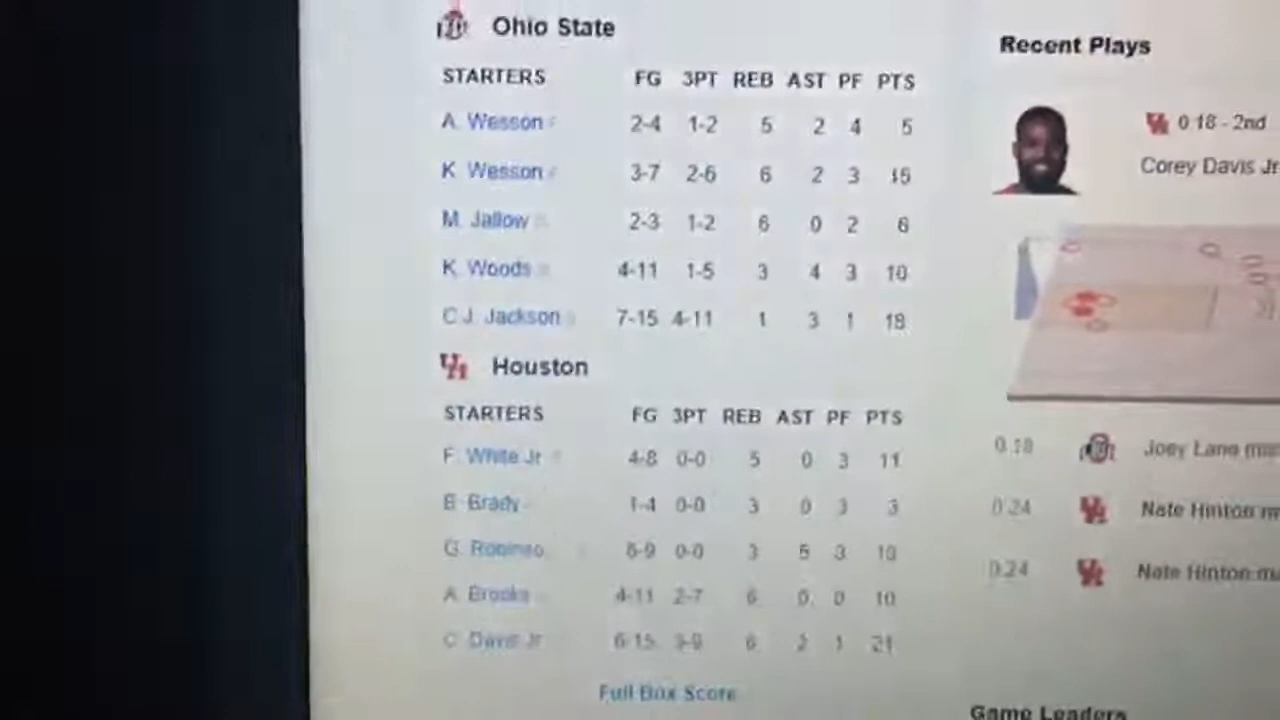 Ohio State
STARTERS FG 3PT REB AST PF PTS
A. Wesson 2-4 1-2 5 2 4 5
K. Wesson 3-7 2-6 6 2 3 15
M. Jallow 2-3 1-2 6 0 2 6
K. Woods 4-11 1-5 3 4 3 10
C.J. Jackson 7-15 4-11 1 3 1 18
Houston
STARTERS FG 3PT REB AST PF PTS
F. White Jr. 4-8 0-0 5 0 3 11
B. Brady 1-4 0-0 3 0 3 3
G. 0-0 3 5 3 10
A. Brooks 4-11 2-7 6 0 0 10
C. Davis Jr. 6-15 3-9 6 2 1 21
Full Box Score
Recent Plays
0:18 - 2nd
Corey Davis Jr
0:18 Joey Lane
0:24 Nate Hinton
0:24 Nate Hinton
Game Leaders